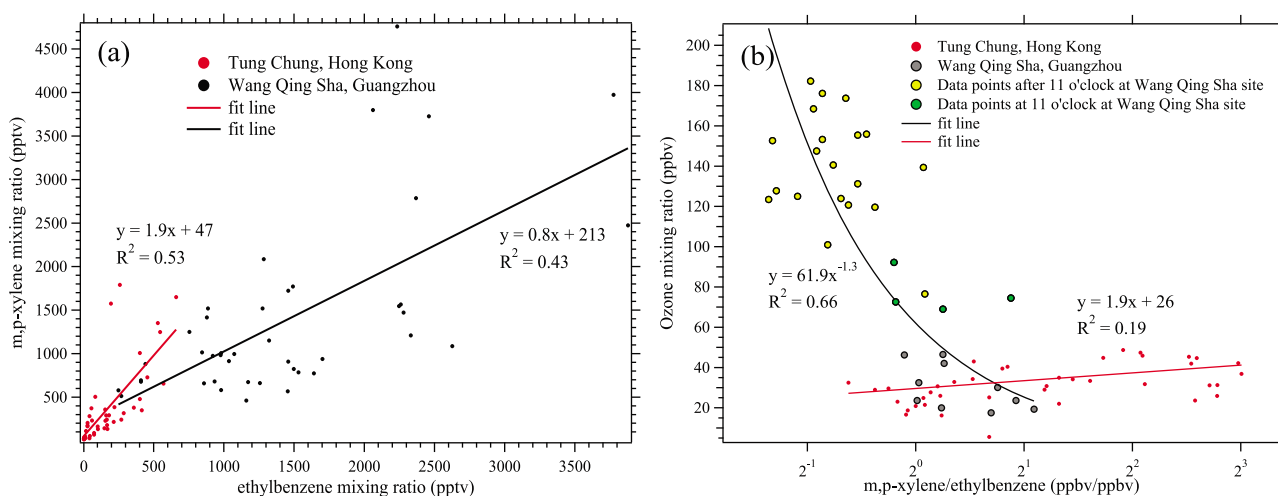 (a)
Tung Chung, Hong Kong
Wang Qing Sha, Guangzhou
fit line
fit line
y = 1.9x + 47
R² = 0.53
y = 0.8x + 213
R² = 0.43
4500
4000
3500
3000
2500
2000
1500
1000
500
m,p-xylene mixing ratio (pptv)
0 500 1000 1500 2000 2500 3000 3500
ethylbenzene mixing ratio (pptv)
(b)
Tung Chung, Hong Kong
Wang Qing Sha, Guangzhou
Data points after 11 o'clock at Wang Qing Sha site
Data points at 11 o'clock at Wang Qing Sha site
fit line
fit line
y = 61.9x⁻¹·³
R² = 0.66
y = 1.9x + 26
R² = 0.19
200
180
160
140
120
100
80
60
40
20
Ozone mixing ratio (ppbv)
2⁻¹ 2⁰ 2¹ 2² 2³
m,p-xylene/ethylbenzene (ppbv/ppbv)